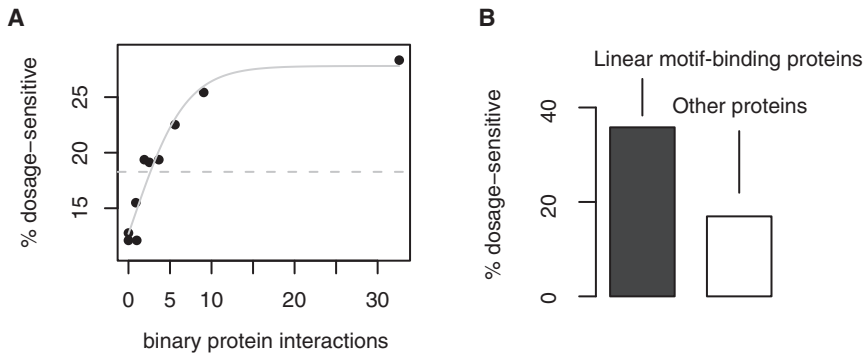 A
% dosage−sensitive
25
20
15
0 5 10 20 30
binary protein interactions
B
Linear motif-binding proteins
Other proteins
% dosage−sensitive
40
20
0